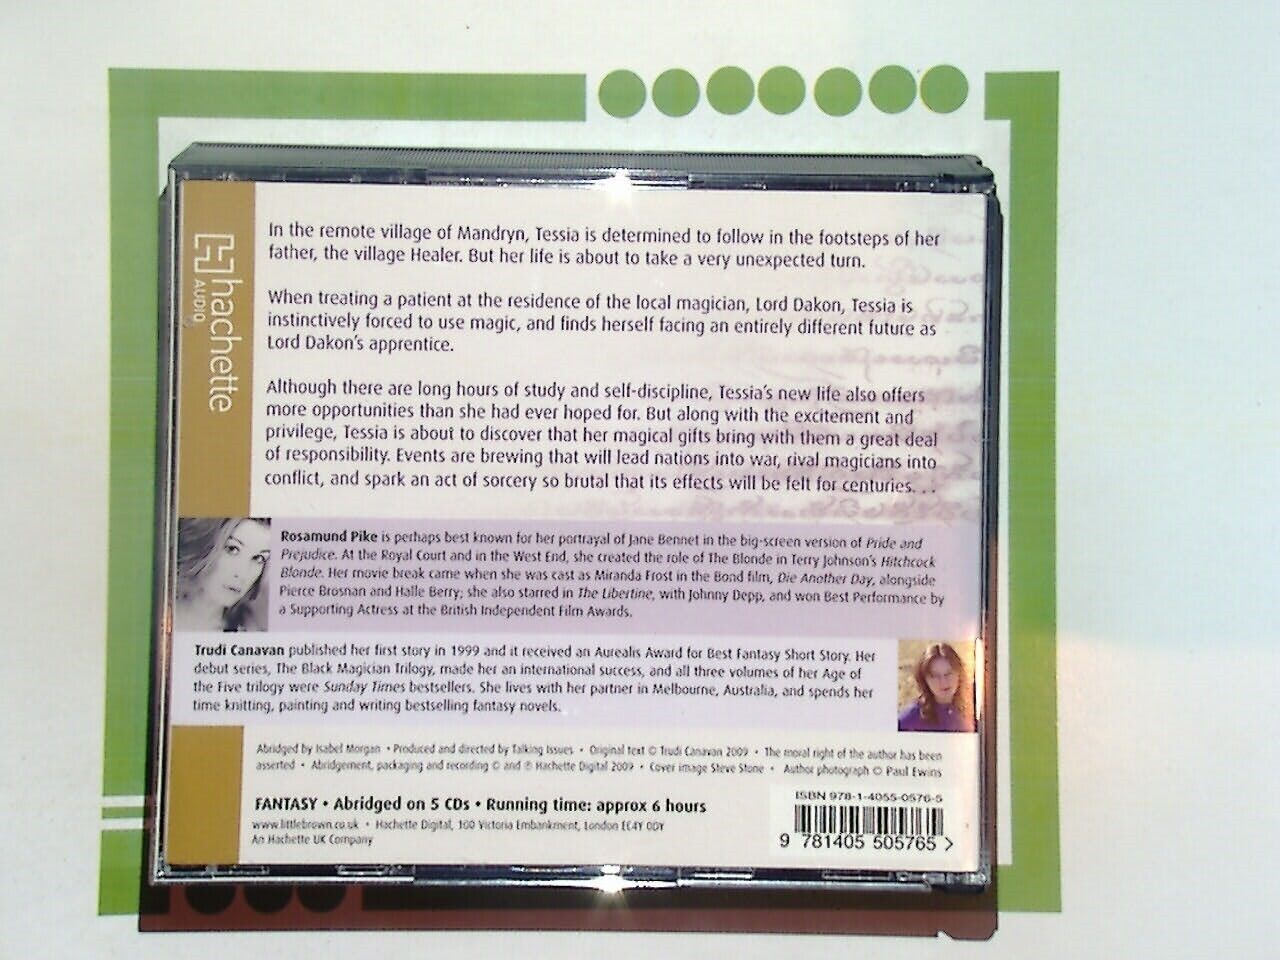 hachette
AUDIO
In the remote village of Mandryn, Tessia is determined to follow in the footsteps of her
father, the village Healer. But her life is about to take a very unexpected turn.
When treating a patient at the residence of the local magician, Lord Dakon, Tessia is
instinctively forced to use magic, and finds herself facing an entirely different future as
Lord Dakon's apprentice.
Although there are long hours of study and self-discipline, Tessia's new life also offers
more opportunities than she had ever hoped for. But along with the excitement and
privilege, Tessia is about to discover that her magical gifts bring with them a great deal
of responsibility. Events are brewing that will lead nations into war, rival magicians into
conflict, and spark an act of sorcery so brutal that its effects will be felt for centuries. . .
Rosamund Pike is perhaps best known for her portrayal of Jane Bennet in the big-screen version of Pride and
Prejudice. At the Royal Court and in the West End, she created the role of The Blonde in Terry Johnson's Hitchcock
Blonde. Her movie break came when she was cast as Miranda Frost in the Bond film, Die Another Day, alongside
Pierce Brosnan and Halle Berry; she also starred in The Libertine, with Johnny Depp, and won Best Performance by
a Supporting Actress at the British Independent Film Awards.
Trudi Canavan published her first story in 1999 and it received an Aurealis Award for Best Fantasy Short Story. Her
debut series, The Black Magician Trilogy, made her an international success, and all three volumes of her Age of
the Five trilogy were Sunday Times bestsellers. She lives with her partner in Melbourne, Australia, and spends her
time knitting, painting and writing bestselling fantasy novels.
Abridged by Isabel Morgan • Produced and directed by Talking Issues • Original text © Trudi Canavan 2009 • The moral right of the author has been
asserted • Abridgement, packaging and recording © and ℗ Hachette Digital 2009 • Cover image Steve Stone • Author photograph © Paul Ewins
FANTASY • Abridged on 5 CDs • Running time: approx 6 hours
www.littlebrown.co.uk • Hachette Digital, 100 Victoria Embankment, London EC4Y 0DY
An Hachette UK Company
ISBN 978-1-4055-0576-5
9 781405 505765 >